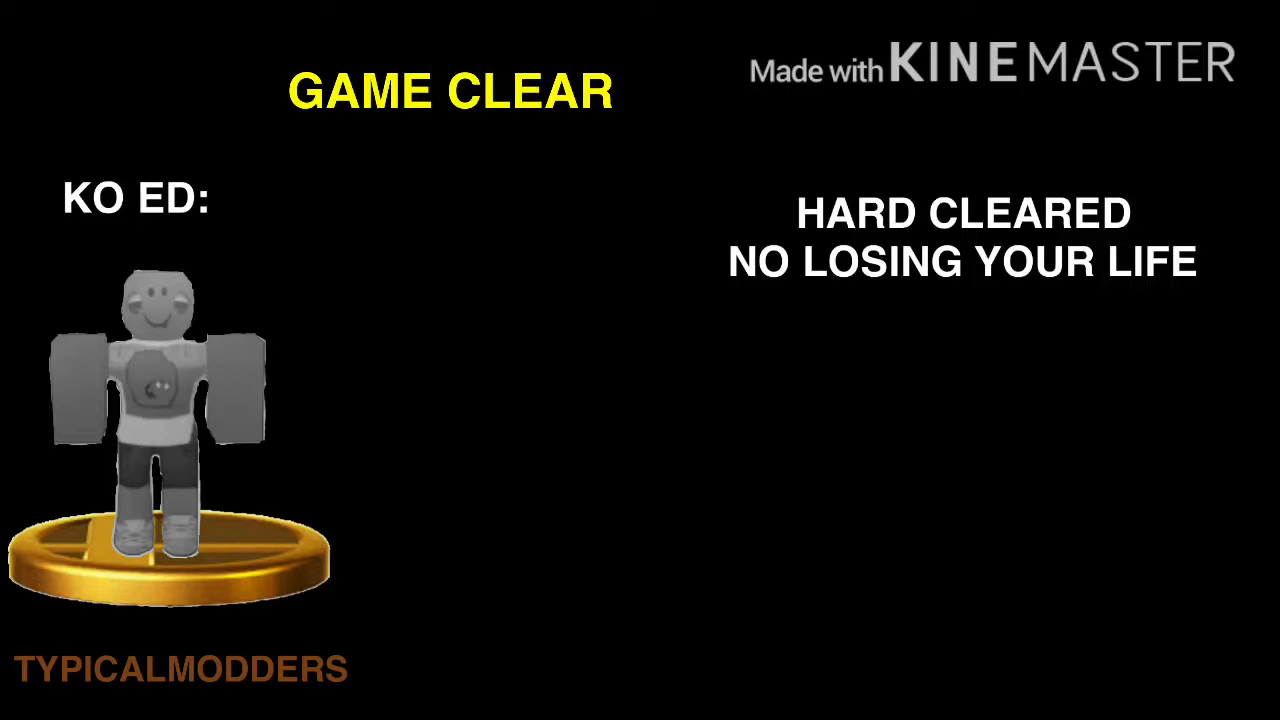 Made with KINEMASTER
GAME CLEAR
KO ED:
HARD CLEARED
NO LOSING YOUR LIFE
TYPICALMODDERS